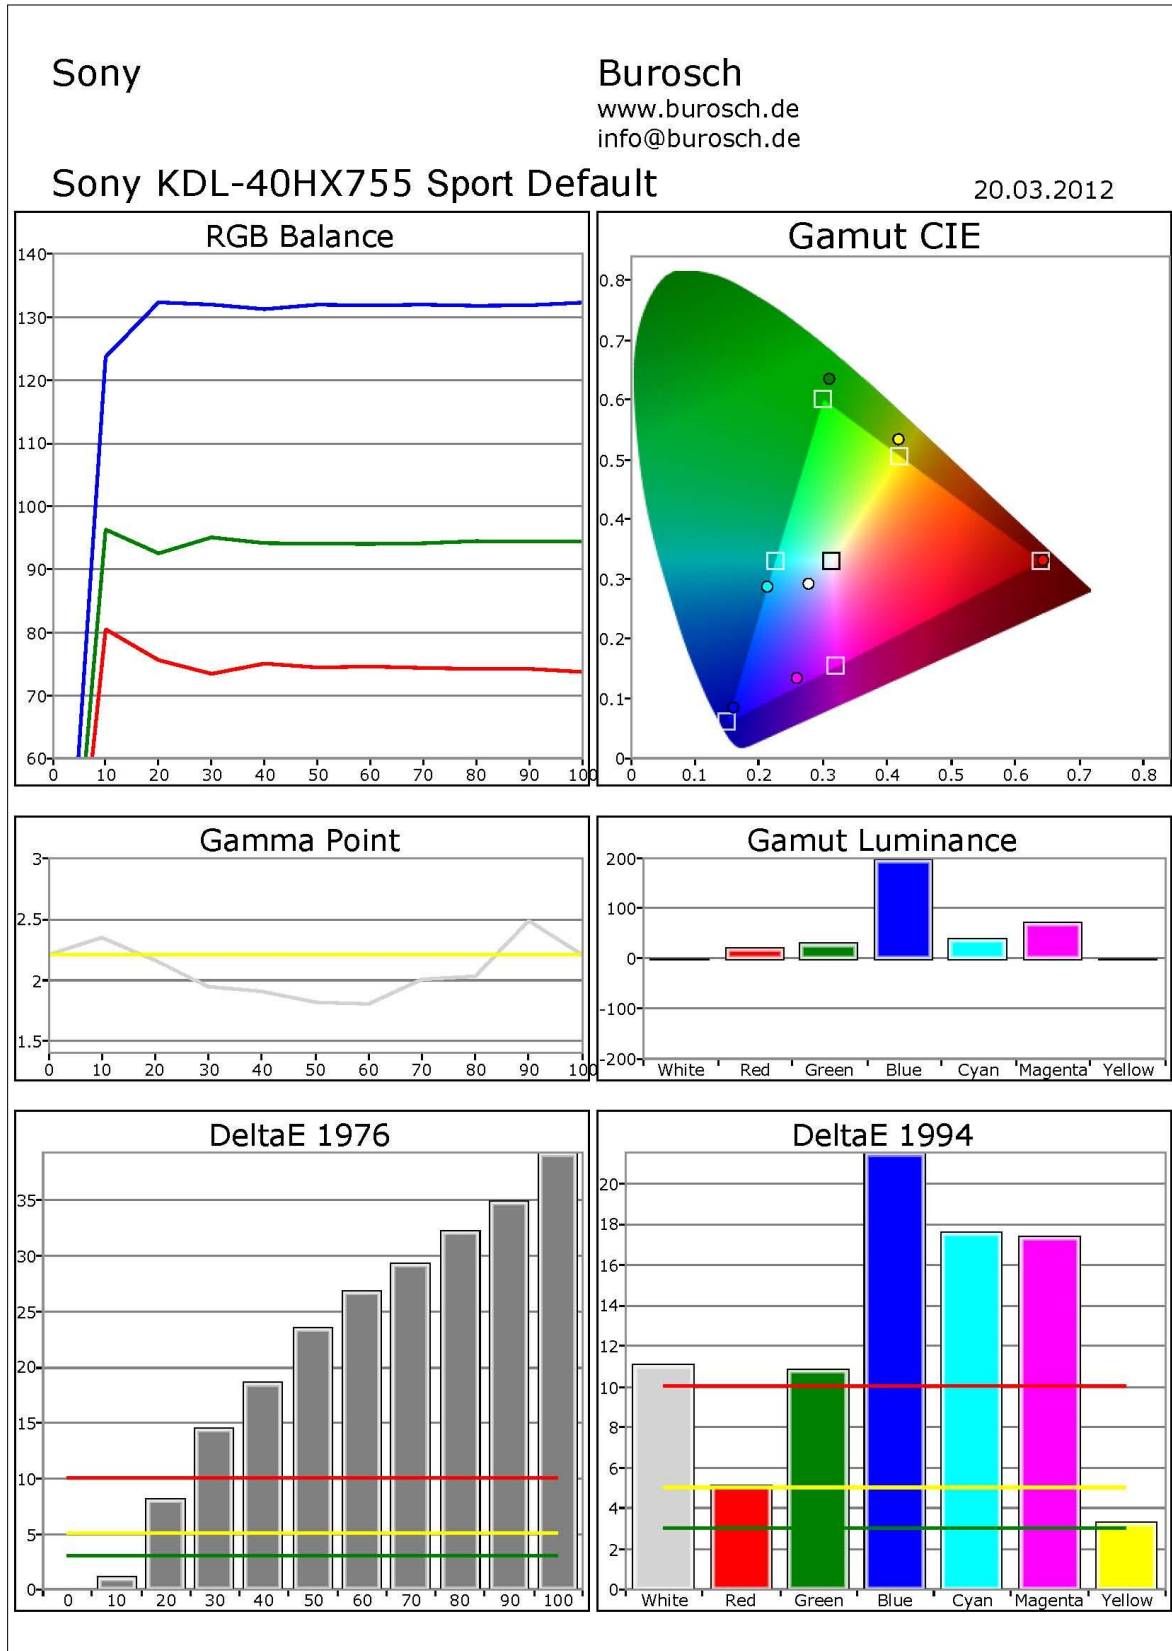 Sony
Burosch
www.burosch.de
info@burosch.de
Sony KDL-40HX755 Sport Default
20.03.2012
RGB Balance
140
130
120
110
100
90
80
70
60
0 10 20 30 40 50 60 70 80 90 100
Gamut CIE
0.8
0.7
0.6
0.5
0.4
0.3
0.2
0.1
0
0 0.1 0.2 0.3 0.4 0.5 0.6 0.7 0.8
Gamma Point
3
2.5
2
1.5
0 10 20 30 40 50 60 70 80 90 100
Gamut Luminance
200
100
0
-100
-200
White Red Green Blue Cyan Magenta Yellow
DeltaE 1976
35
30
25
20
15
10
5
0
0 10 20 30 40 50 60 70 80 90 100
DeltaE 1994
20
18
16
14
12
10
8
6
4
2
0
White Red Green Blue Cyan Magenta Yellow